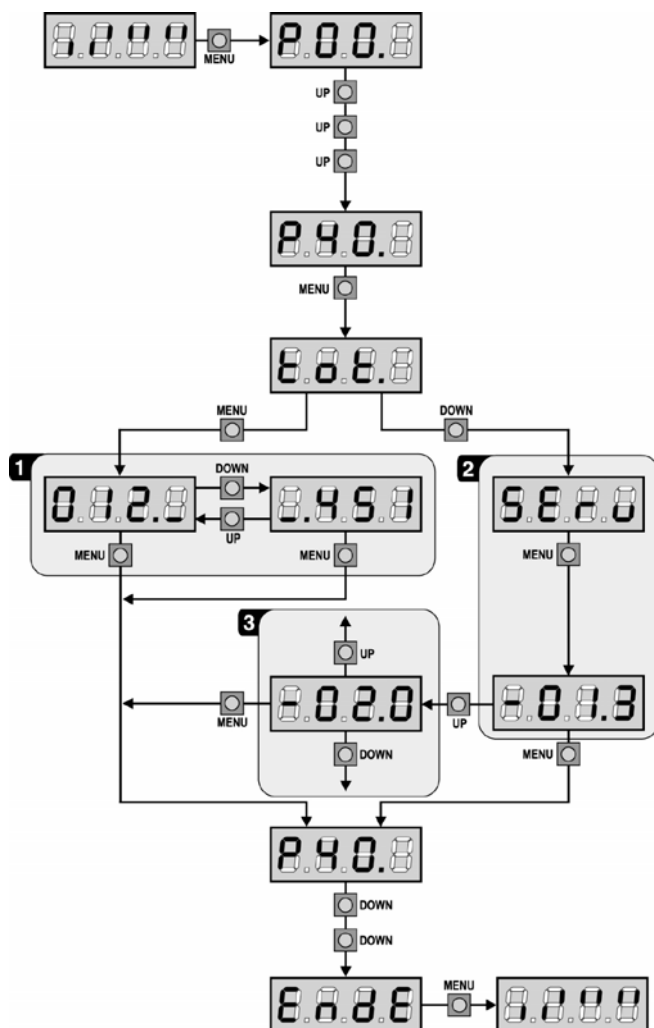 P00.
MENU
UP
UP
UP
P40.
MENU
tot.
MENU
DOWN
1
DOWN
2
012._
_.451
SErv
UP
MENU
MENU
MENU
3
UP
-02.0
-01.3
MENU
UP
DOWN
MENU
P40.
DOWN
DOWN
MENU
EndE